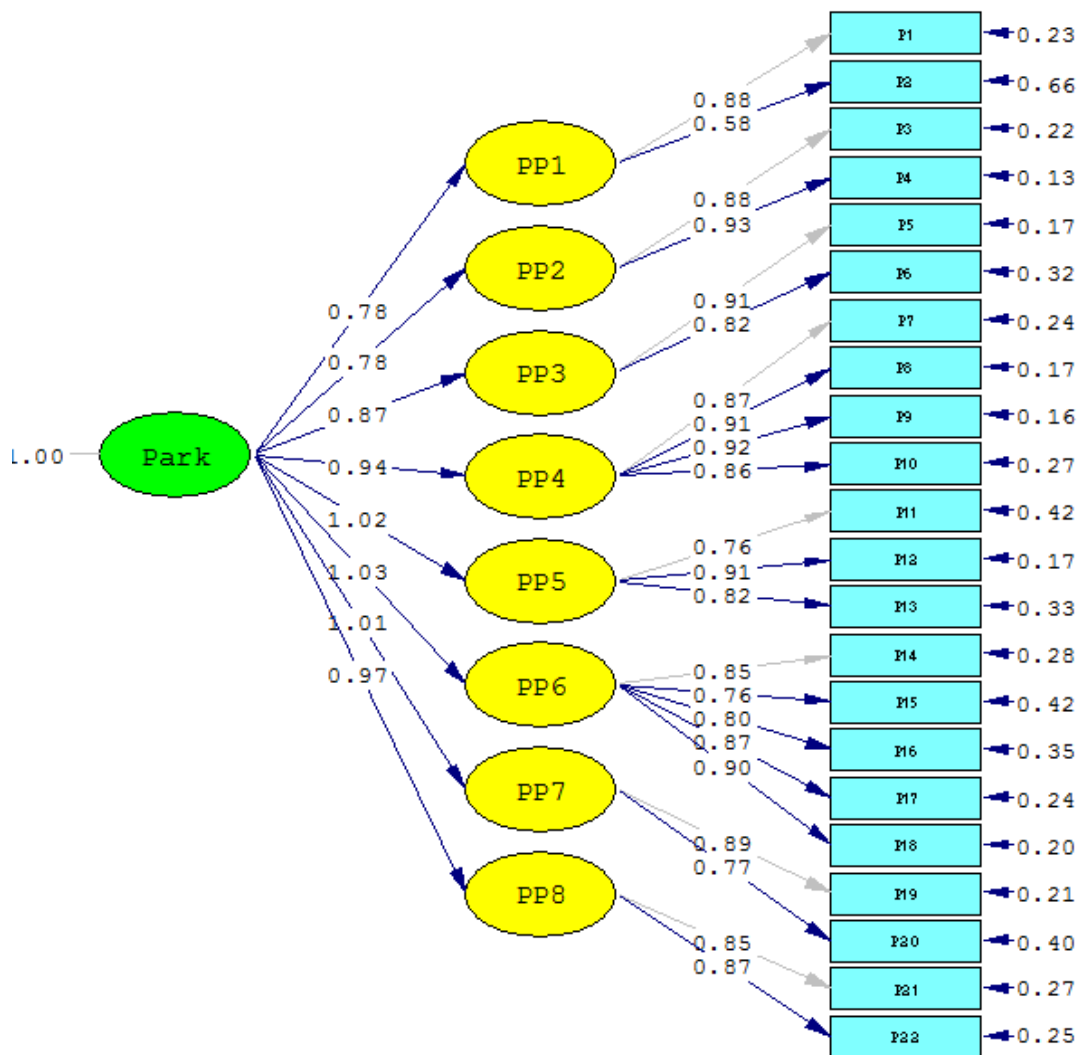 P1
0.23
P2
0.66
0.88
0.58
P3
0.22
PP1
P4
0.13
0.88
0.93
P5
0.17
PP2
P6
0.32
0.91
0.82
0.78
P7
0.24
0.78
PP3
P8
0.17
0.87
0.87
0.91
P9
0.16
0.92
1.00
Park
0.94
PP4
0.86
P10
0.27
P11
0.42
1.02
0.76
P12
0.17
1.03
PP5
0.91
0.82
P13
0.33
1.01
P14
0.28
0.97
PP6
0.85
0.76
P15
0.42
0.80
0.87
P16
0.35
0.90
PP7
P17
0.24
P18
0.20
0.89
0.77
PP8
P19
0.21
P20
0.40
0.85
0.87
P21
0.27
P22
0.25